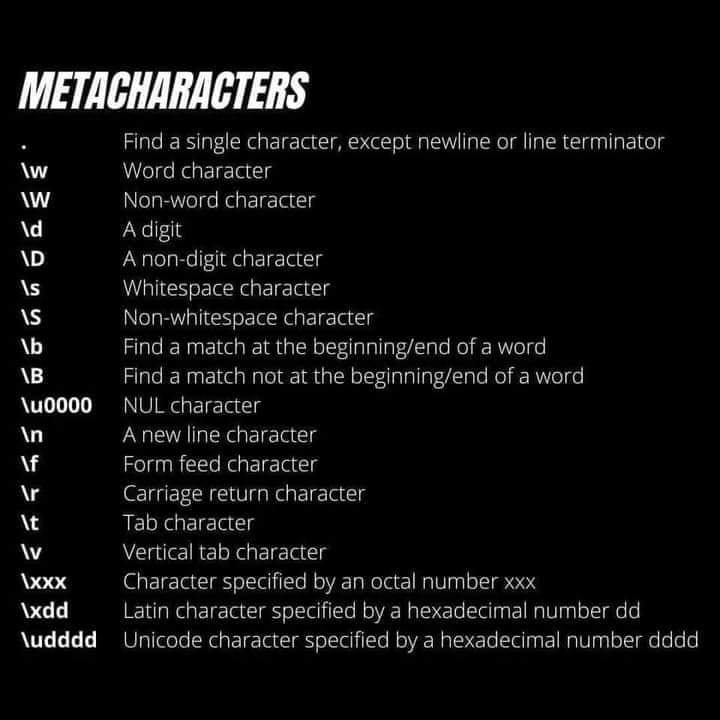 METACHARACTERS
. Find a single character, except newline or line terminator
\w Word character
\W Non-word character
\d A digit
\D A non-digit character
\s Whitespace character
\S Non-whitespace character
\b Find a match at the beginning/end of a word
\B Find a match not at the beginning/end of a word
\u0000 NUL character
\n A new line character
\f Form feed character
\r Carriage return character
\t Tab character
\v Vertical tab character
\xxx Character specified by an octal number xxx
\xdd Latin character specified by a hexadecimal number dd
\udddd Unicode character specified by a hexadecimal number dddd